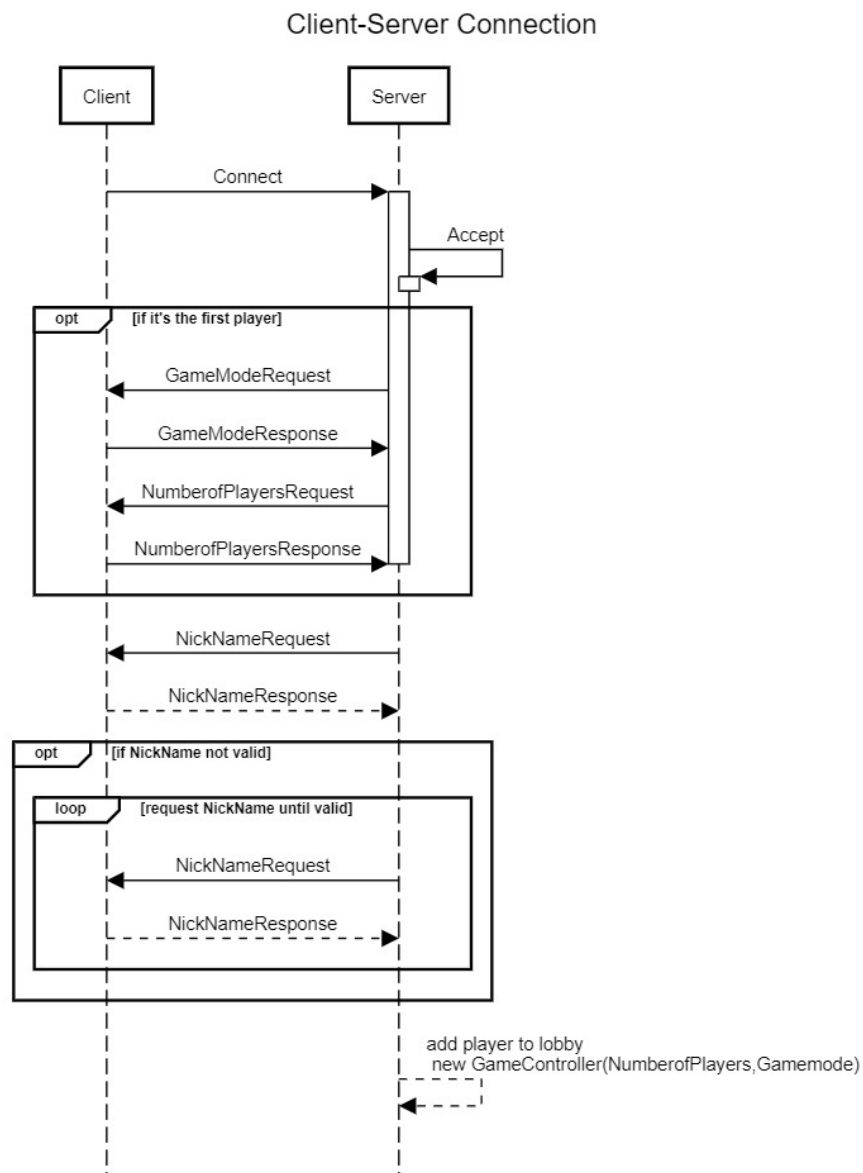 Client-Server Connection
Client
Server
Connect
Accept
opt
[if it's the first player]
GameModeRequest
GameModeResponse
NumberofPlayersRequest
NumberofPlayersResponse
NickNameRequest
NickNameResponse
opt
[if NickName not valid]
loop
[request NickName until valid]
NickNameRequest
NickNameResponse
add player to lobby
new GameController(NumberofPlayers,Gamemode)